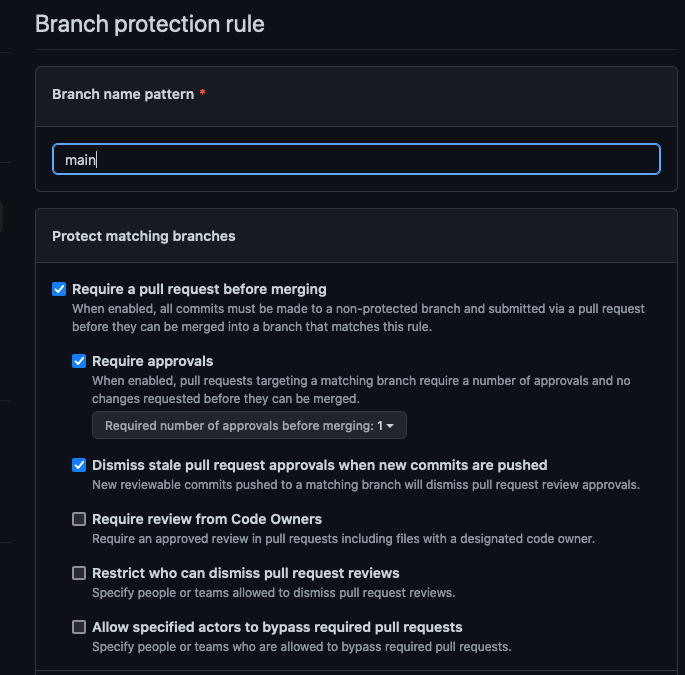 Branch protection rule
Branch name pattern *
main
Protect matching branches
Require a pull request before merging
When enabled, all commits must be made to a non-protected branch and submitted via a pull request
before they can be merged into a branch that matches this rule.
Require approvals
When enabled, pull requests targeting a matching branch require a number of approvals and no
changes requested before they can be merged.
Required number of approvals before merging: 1
Dismiss stale pull request approvals when new commits are pushed
New reviewable commits pushed to a matching branch will dismiss pull request review approvals.
Require review from Code Owners
Require an approved review in pull requests including files with a designated code owner.
Restrict who can dismiss pull request reviews
Specify people or teams allowed to dismiss pull request reviews.
Allow specified actors to bypass required pull requests
Specify people or teams who are allowed to bypass required pull requests.